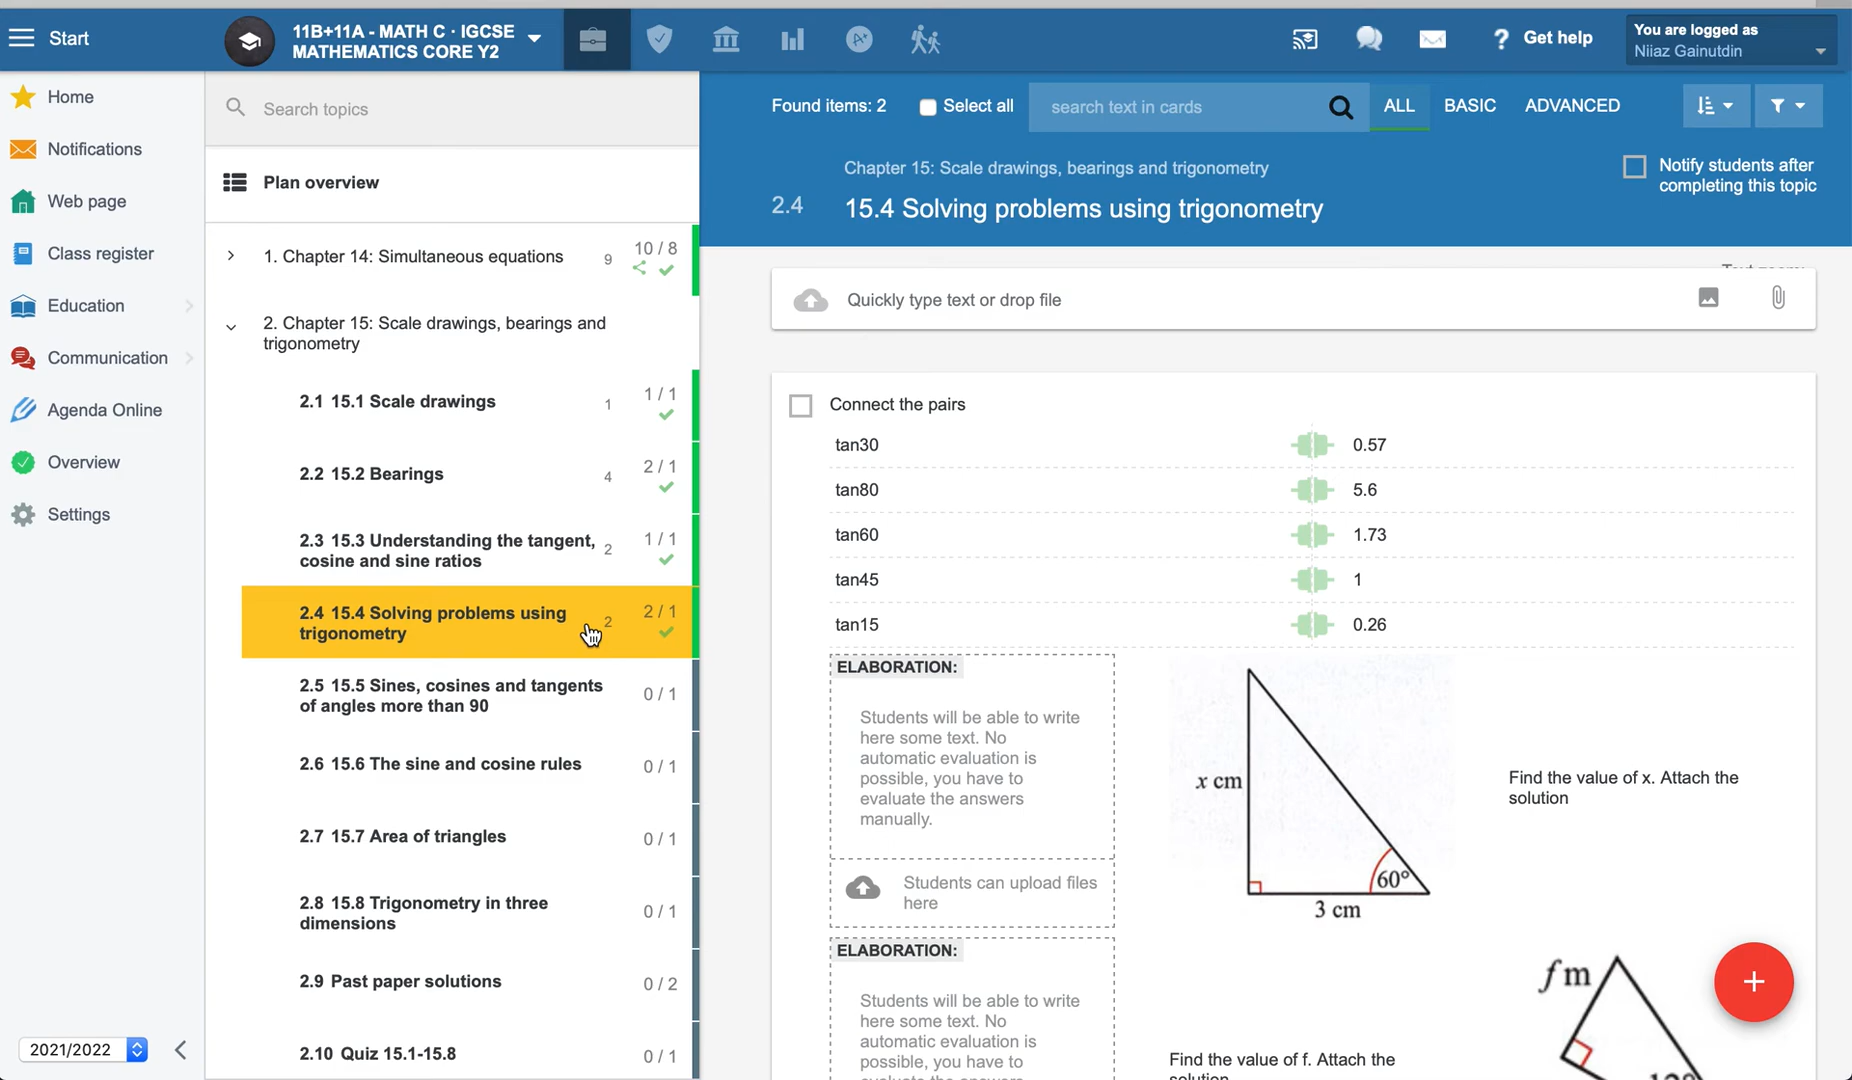 Start
11B+11A - MATH C · IGCSE
MATHEMATICS CORE Y2
A+
? Get help
You are logged as
Niiaz Gainutdin
Home
Notifications
Web page
Class register
Education
Communication
Agenda Online
Overview
Settings
2021/2022
Search topics
Plan overview
1. Chapter 14: Simultaneous equations
9
10 / 8
2. Chapter 15: Scale drawings, bearings and
trigonometry
2.1 15.1 Scale drawings
1
1 / 1
2.2 15.2 Bearings
4
2 / 1
2.3 15.3 Understanding the tangent,
cosine and sine ratios
2
1 / 1
2.4 15.4 Solving problems using
trigonometry
2
2 / 1
2.5 15.5 Sines, cosines and tangents
of angles more than 90
0 / 1
2.6 15.6 The sine and cosine rules
0 / 1
2.7 15.7 Area of triangles
0 / 1
2.8 15.8 Trigonometry in three
dimensions
0 / 1
2.9 Past paper solutions
0 / 2
2.10 Quiz 15.1-15.8
0 / 1
Found items: 2
Select all
search text in cards
ALL
BASIC
ADVANCED
Chapter 15: Scale drawings, bearings and trigonometry
2.4
15.4 Solving problems using trigonometry
Notify students after
completing this topic
Quickly type text or drop file
Connect the pairs
tan30
0.57
tan80
5.6
tan60
1.73
tan45
1
tan15
0.26
ELABORATION:
Students will be able to write
here some text. No
automatic evaluation is
possible, you have to
evaluate the answers
manually.
Students can upload files
here
x cm
60°
3 cm
Find the value of x. Attach the
solution
ELABORATION:
Students will be able to write
here some text. No
automatic evaluation is
possible, you have to
Find the value of f. Attach the
solution
f m
+